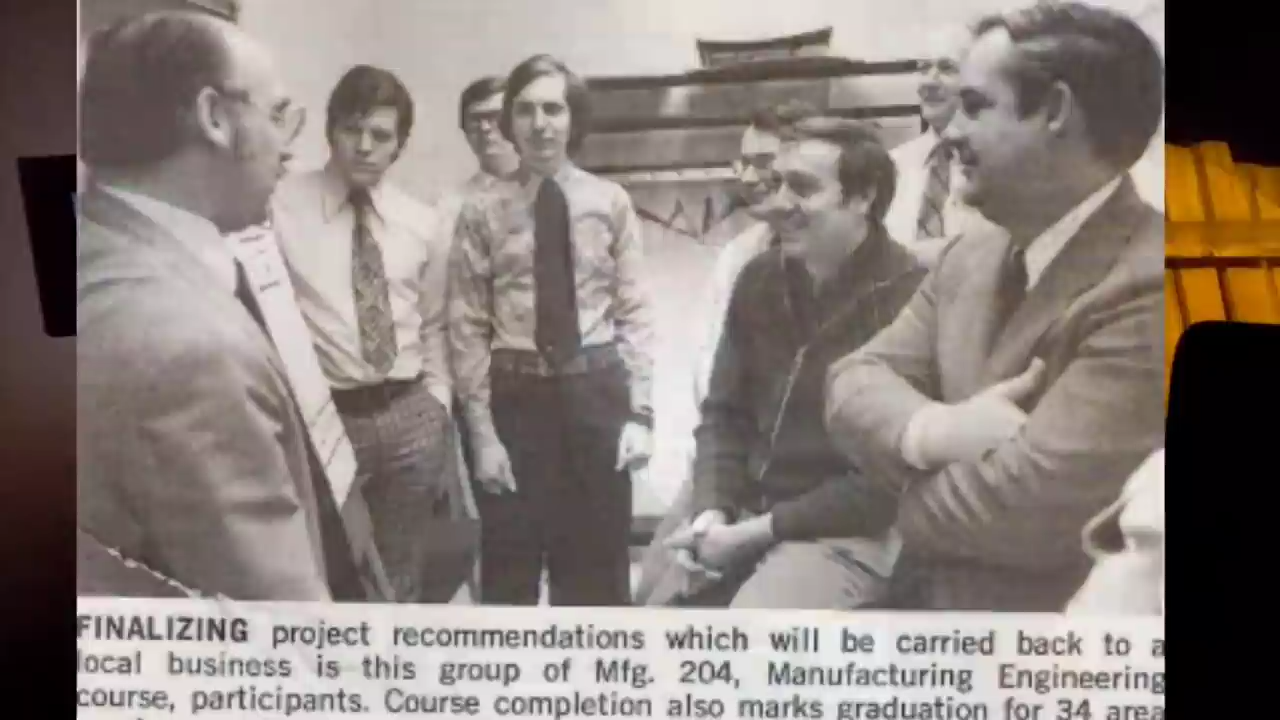 FINALIZING project recommendations which will be carried back to a
local business is this group of Mfg. 204, Manufacturing Engineering
course, participants. Course completion also marks graduation for 34 area